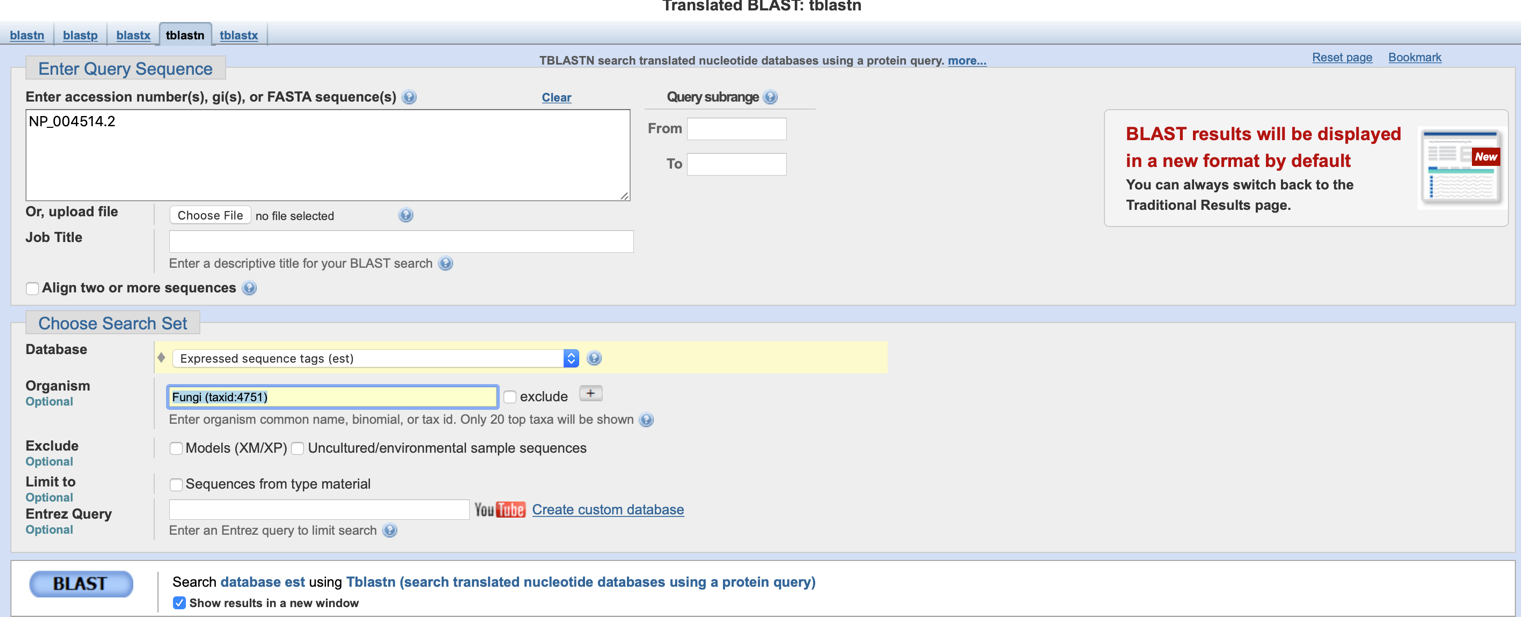 Translated BLAST: tblastn
blastn blastp blastx tblastn tblastx
TBLASTN search translated nucleotide databases using a protein query. more...
Reset page Bookmark
Enter Query Sequence
Enter accession number(s), gi(s), or FASTA sequence(s)
Clear
Query subrange
NP_004514.2
From
To
BLAST results will be displayed
in a new format by default
You can always switch back to the
Traditional Results page.
New
Or, upload file
Choose File no file selected
Job Title
Enter a descriptive title for your BLAST search
Align two or more sequences
Choose Search Set
Database
Expressed sequence tags (est)
Organism
Optional
Fungi (taxid:4751)
exclude
+
Enter organism common name, binomial, or tax id. Only 20 top taxa will be shown
Exclude
Optional
Models (XM/XP) Uncultured/environmental sample sequences
Limit to
Optional
Sequences from type material
Entrez Query
Optional
YouTube Create custom database
Enter an Entrez query to limit search
BLAST
Search database est using Tblastn (search translated nucleotide databases using a protein query)
Show results in a new window